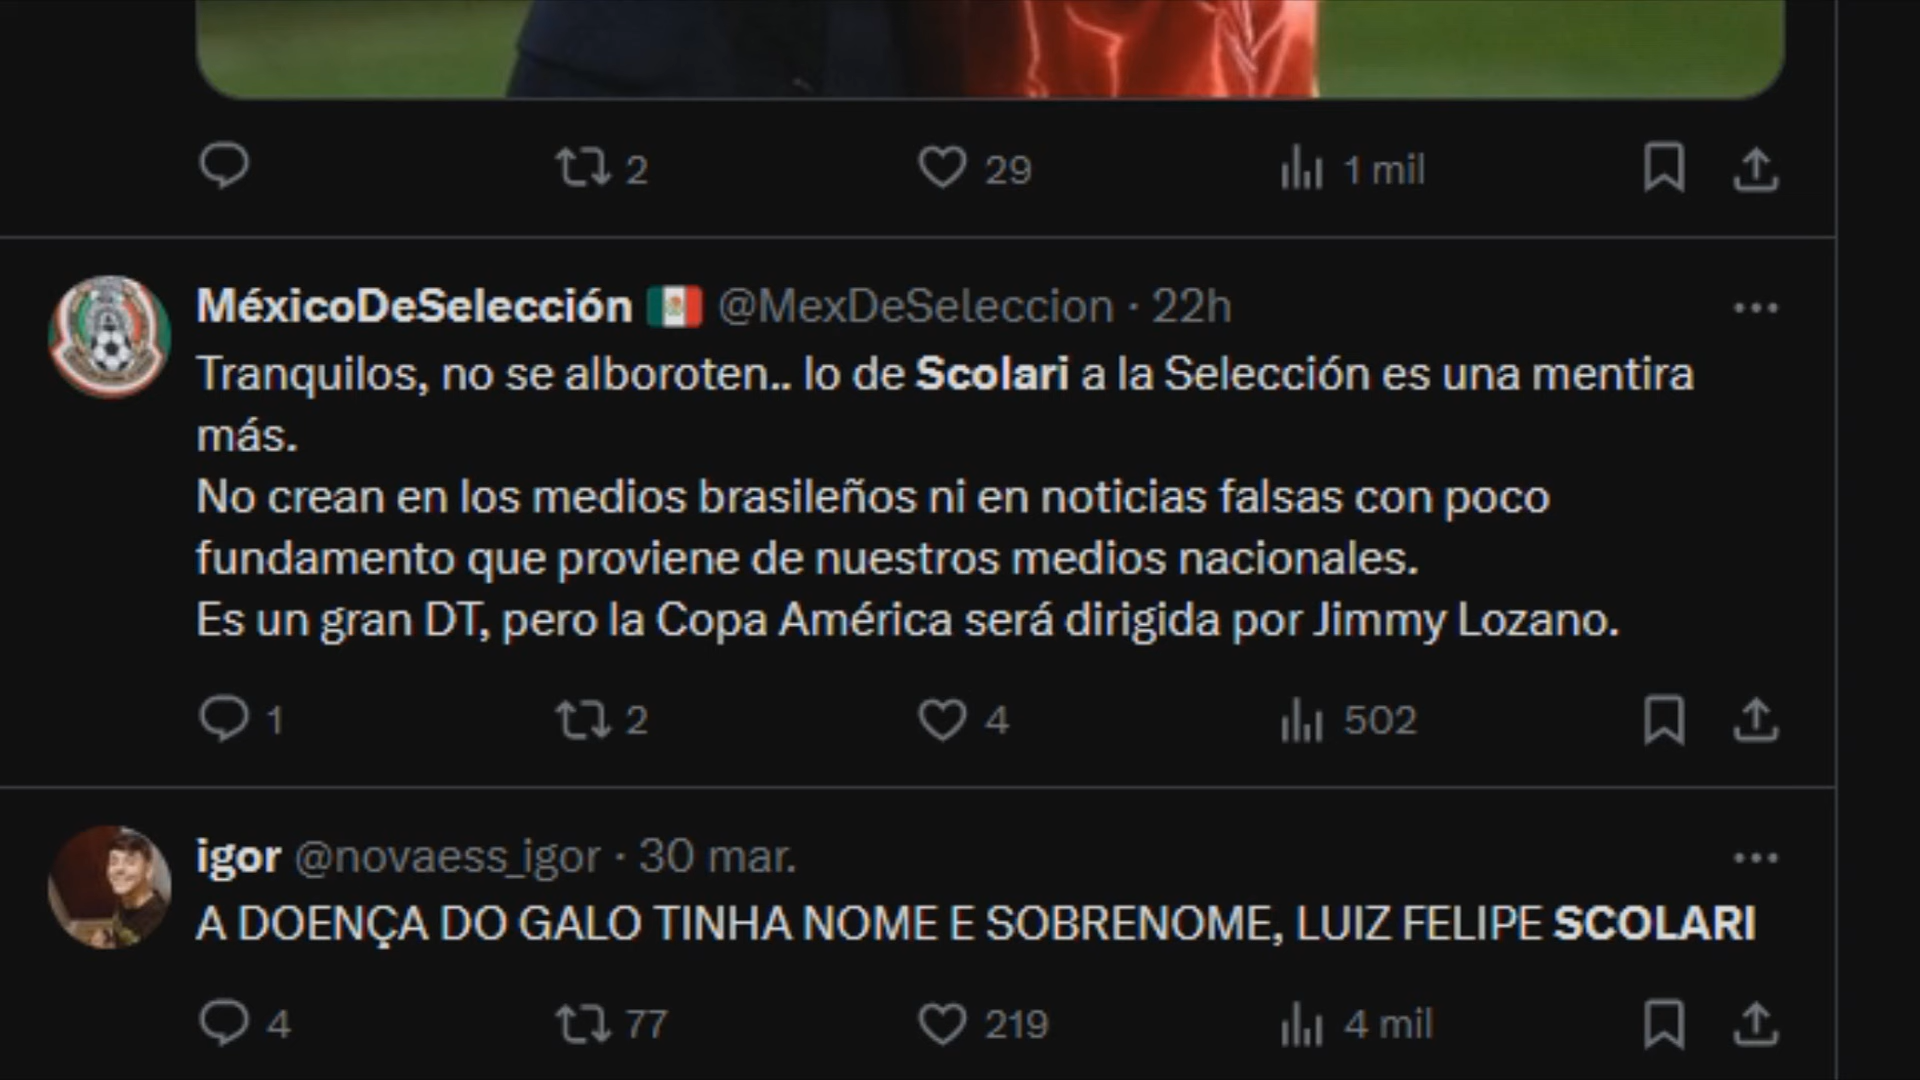 2
29
1 mil
MéxicoDeSelección 🇲🇽 @MexDeSeleccion · 22h
Tranquilos, no se alboroten.. lo de Scolari a la Selección es una mentira
más.
No crean en los medios brasileños ni en noticias falsas con poco
fundamento que proviene de nuestros medios nacionales.
Es un gran DT, pero la Copa América será dirigida por Jimmy Lozano.
1
2
4
502
igor @novaess_igor · 30 mar.
A DOENÇA DO GALO TINHA NOME E SOBRENOME, LUIZ FELIPE SCOLARI
4
77
219
4 mil